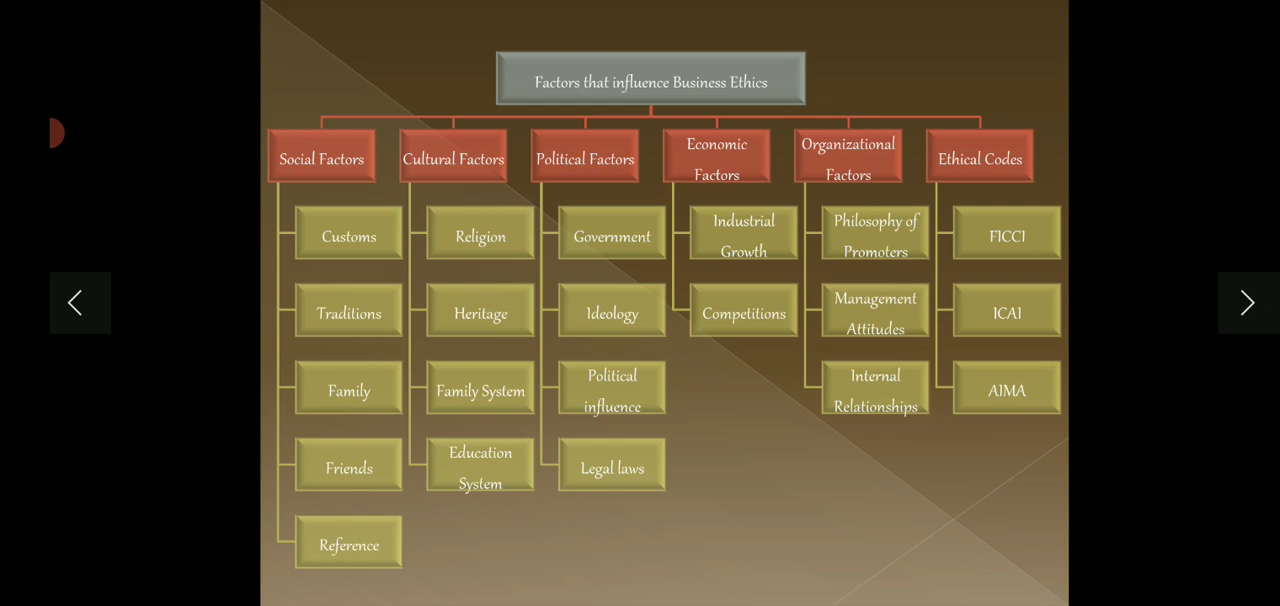 Factors that influence Business Ethics
Social Factors
Customs
Traditions
Family
Friends
Reference
Cultural Factors
Religion
Heritage
Family System
Education
System
Political Factors
Government
Ideology
Political
influence
Legal laws
Economic
Factors
Industrial
Growth
Competitions
Organizational
Factors
Philosophy of
Promoters
Management
Attitudes
Internal
Relationships
Ethical Codes
FICCI
ICAI
AIMA